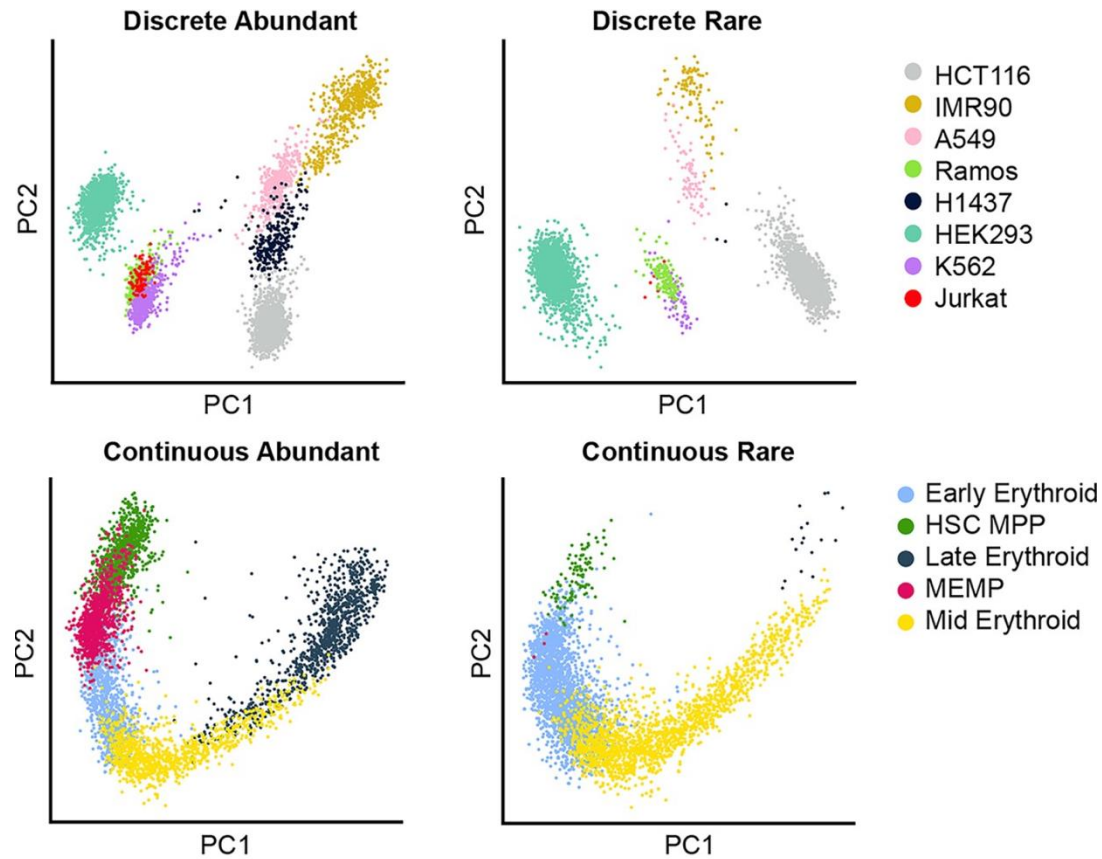 Discrete Abundant
Discrete Rare
PC2
PC1
PC2
PC1
HCT116
IMR90
A549
Ramos
H1437
HEK293
K562
Jurkat
Continuous Abundant
Continuous Rare
PC2
PC1
PC2
PC1
Early Erythroid
HSC MPP
Late Erythroid
MEMP
Mid Erythroid